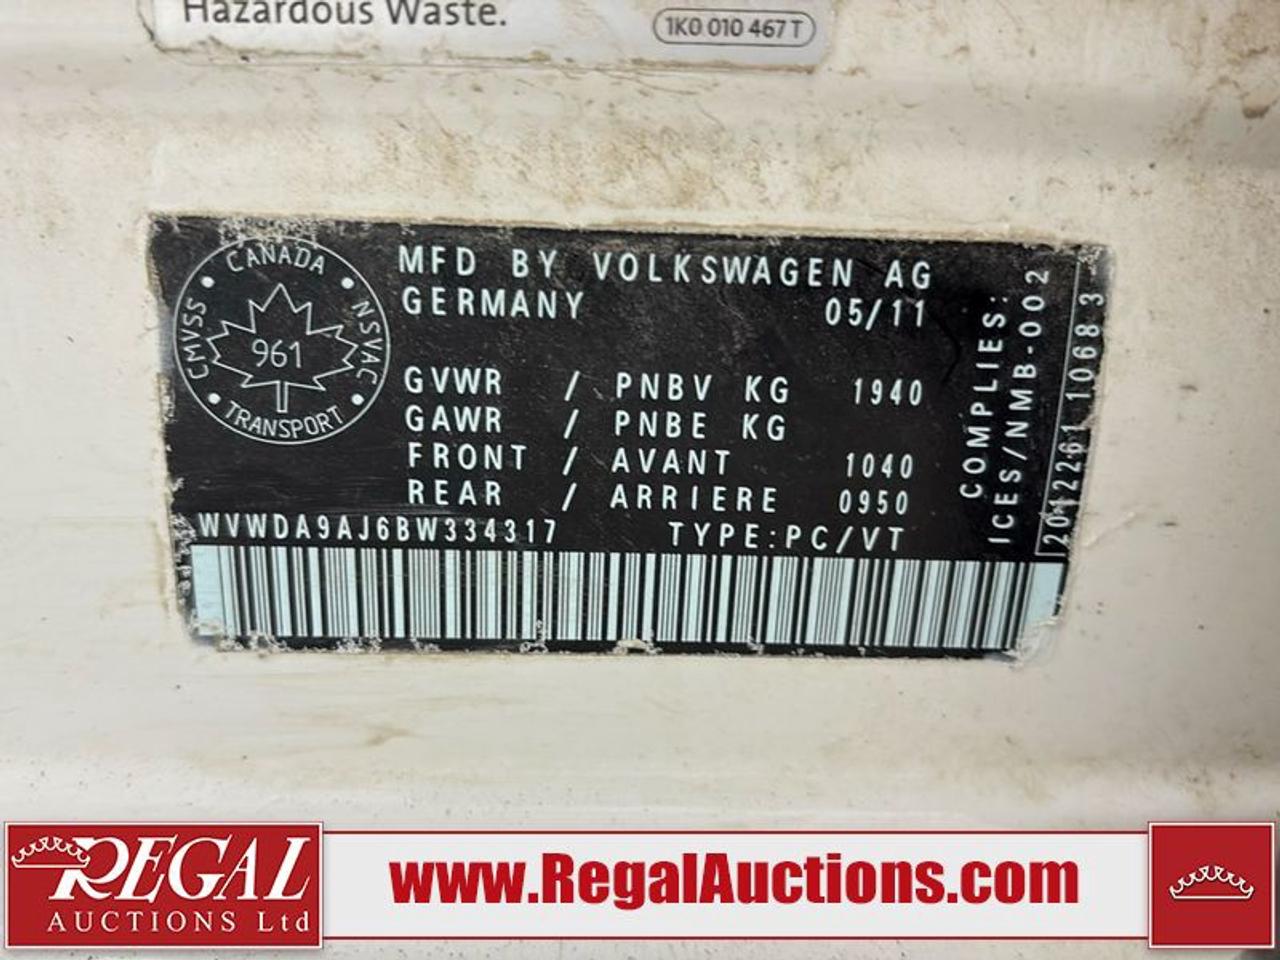 Hazardous Waste.
1K0 010 467 T
CANADA
CMVSS
NSVAC
961
TRANSPORT
MFD BY VOLKSWAGEN AG
GERMANY 05/11
GVWR / PNBV KG 1940
GAWR / PNBE KG
FRONT / AVANT 1040
REAR / ARRIERE 0950
WVWDA9AJ6BW334317 TYPE:PC/VT
COMPLIES:
ICES/NMB-002
2012261 10683
REGAL
AUCTIONS Ltd
www.RegalAuctions.com